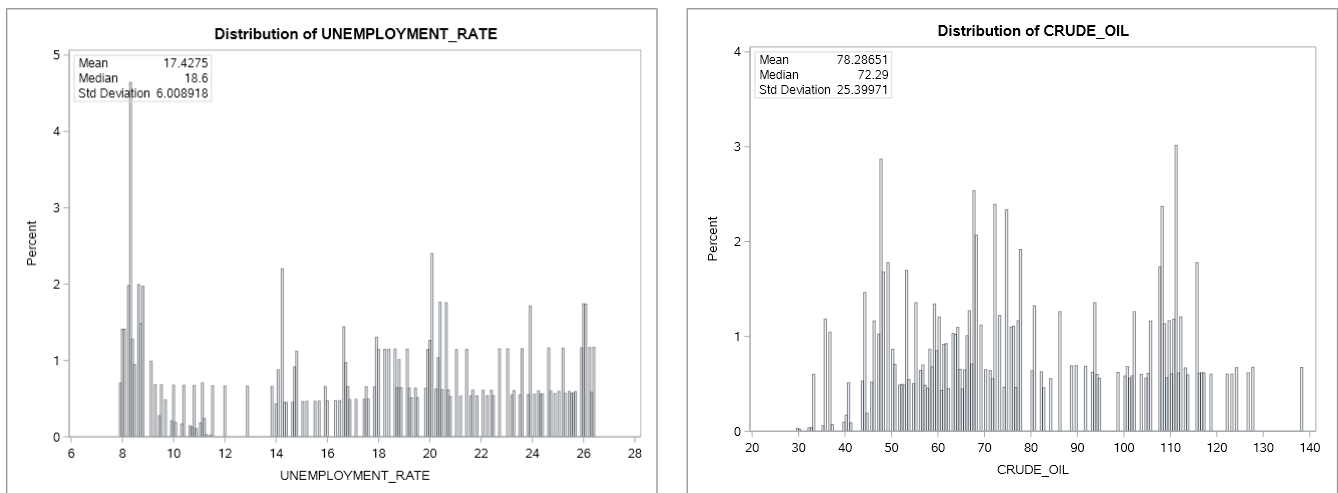 Distribution of UNEMPLOYMENT_RATE
5
Mean 17.4275
Median 18.6
Std Deviation 6.008918
4
3
2
1
0
Percent
6 8 10 12 14 16 18 20 22 24 26 28
UNEMPLOYMENT_RATE
Distribution of CRUDE_OIL
4
Mean 78.28651
Median 72.29
Std Deviation 25.39971
3
2
1
0
Percent
20 30 40 50 60 70 80 90 100 110 120 130 140
CRUDE_OIL